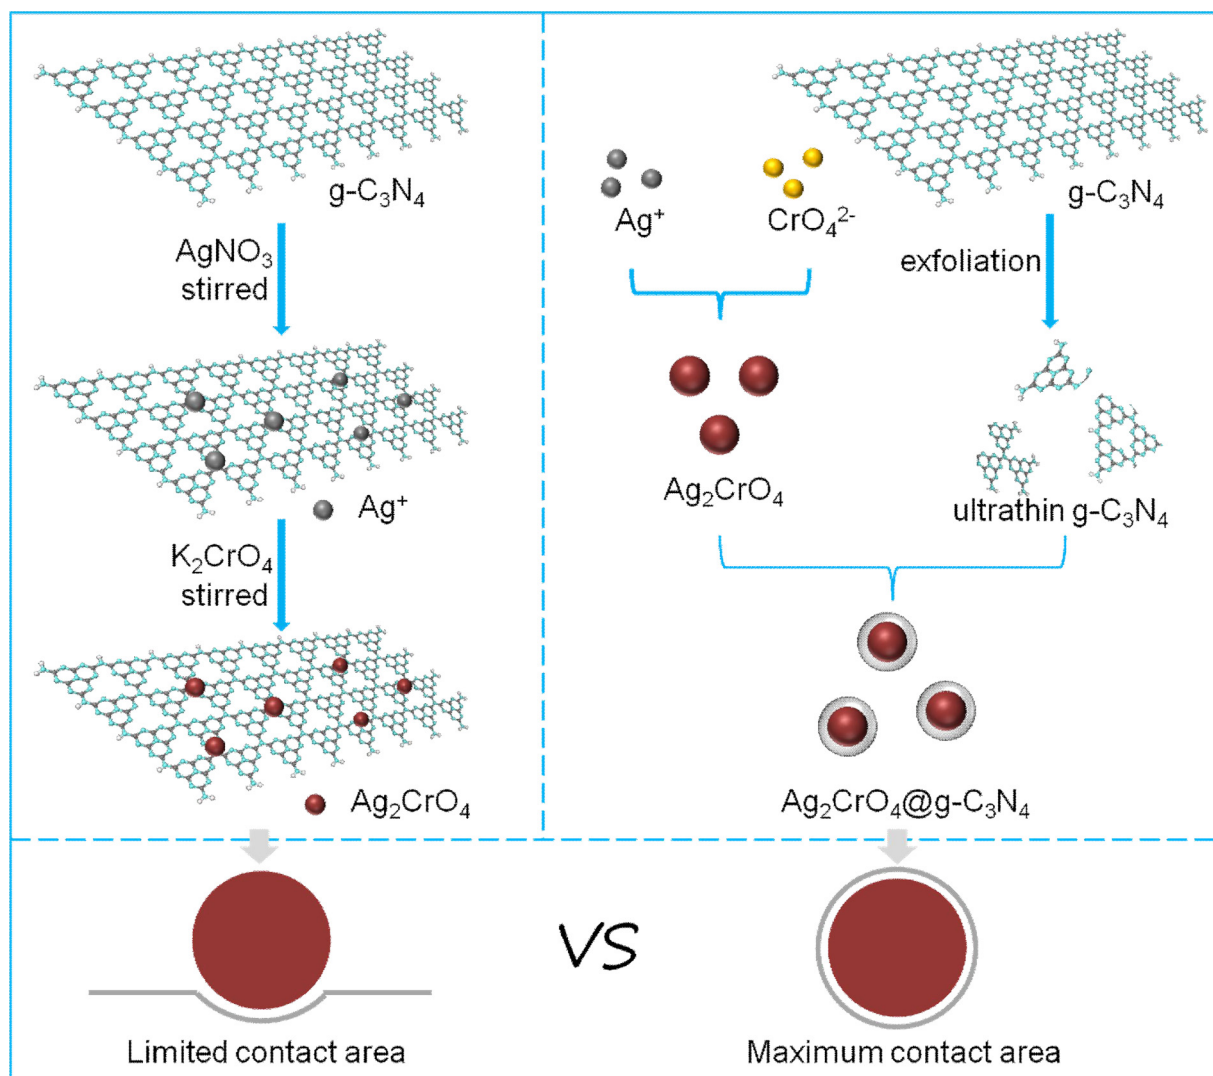 g-C₃N₄
AgNO₃
stirred
Ag⁺
K₂CrO₄
stirred
Ag₂CrO₄
Ag⁺
CrO₄²⁻
g-C₃N₄
exfoliation
Ag₂CrO₄
ultrathin g-C₃N₄
Ag₂CrO₄@g-C₃N₄
Limited contact area
VS
Maximum contact area